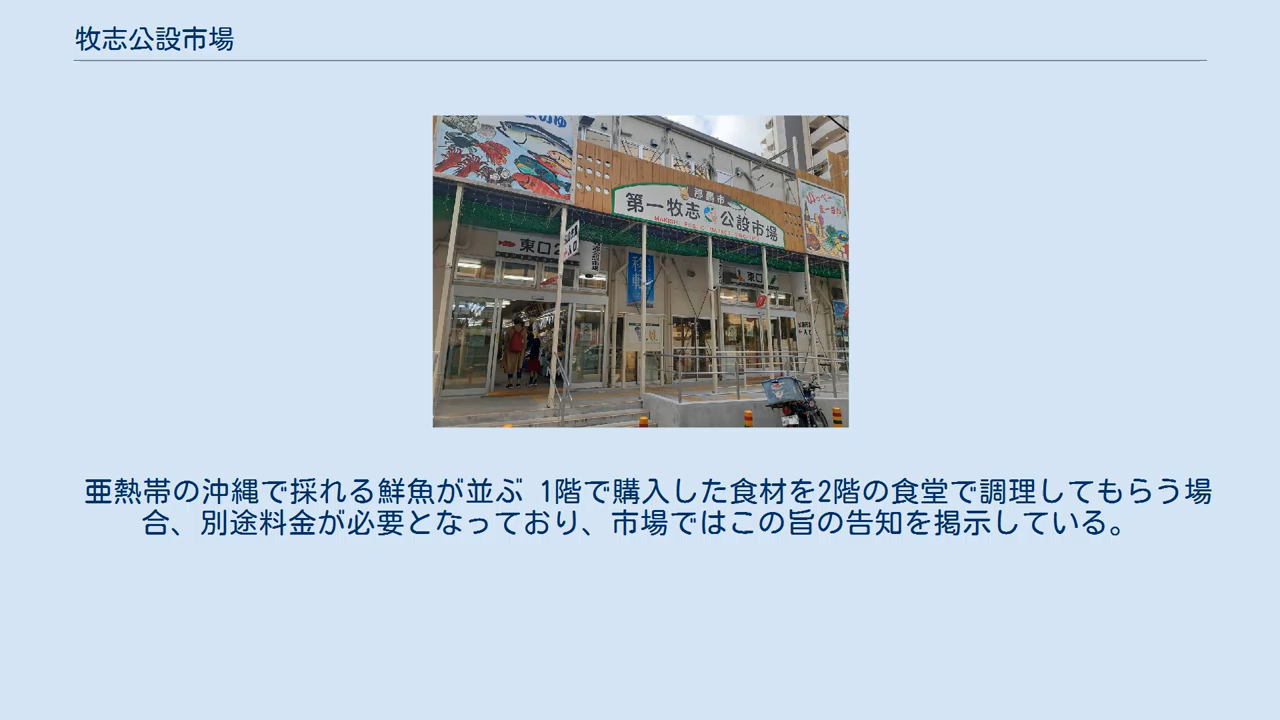 牧志公設市場
那覇市
第一牧志公設市場
MAKISHI PUBLIC MARKET
東口2
移転
東口
亜熱帯の沖縄で採れる鮮魚が並ぶ 1階で購入した食材を2階の食堂で調理してもらう場
合、別途料金が必要となっており、市場ではこの旨の告知を掲示している。